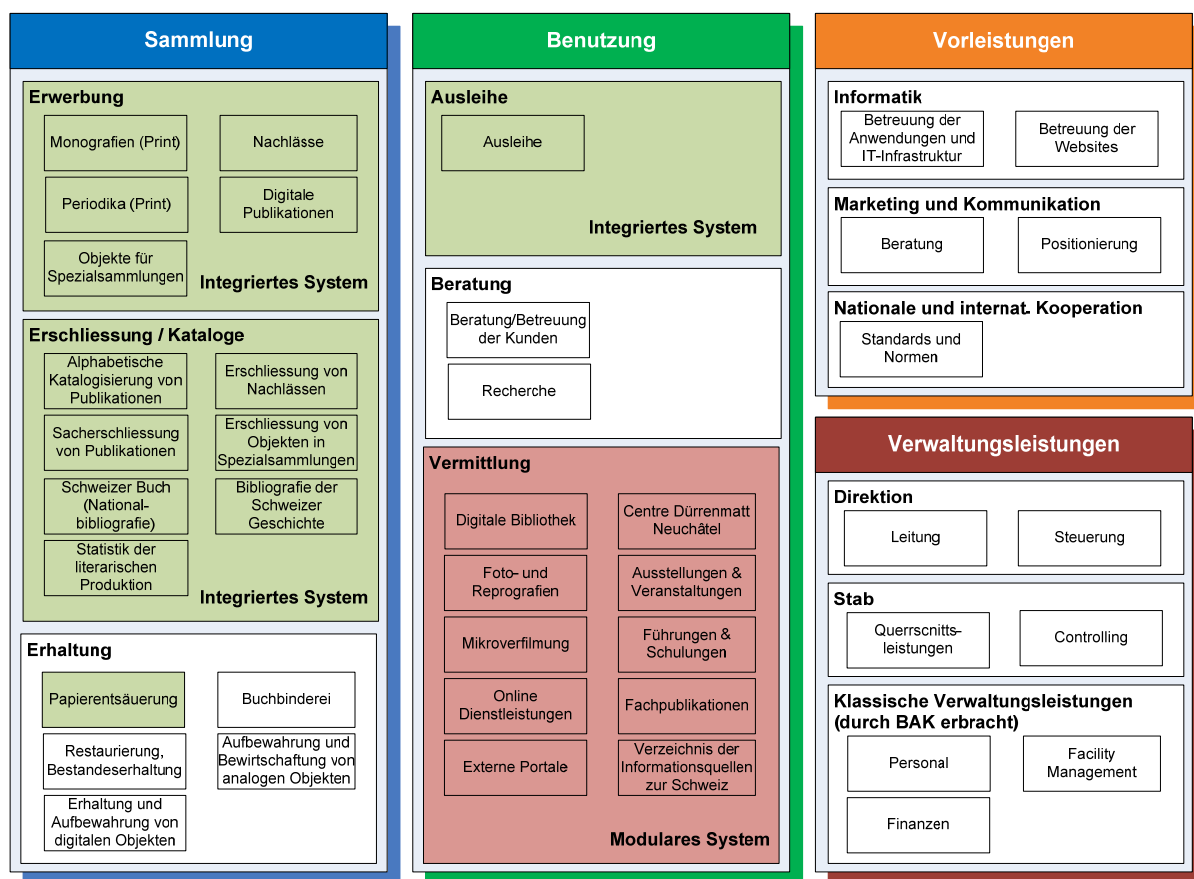 Sammlung
Erwerbung
Monografien (Print)
Nachlässe
Periodika (Print)
Digitale
Publikationen
Objekte für
Spezialsammlungen
Integriertes System
Erschliessung / Kataloge
Alphabetische
Katalogisierung von
Publikationen
Erschliessung von
Nachlässen
Sacherschliessung
von Publikationen
Erschliessung von
Objekten in
Spezialsammlungen
Schweizer Buch
(National-
bibliografie)
Bibliografie der
Schweizer
Geschichte
Statistik der
literarischen
Produktion
Integriertes System
Erhaltung
Papierentsäuerung
Buchbinderei
Restaurierung,
Bestandeserhaltung
Aufbewahrung und
Bewirtschaftung von
analogen Objekten
Erhaltung und
Aufbewahrung von
digitalen Objekten
Benutzung
Ausleihe
Ausleihe
Integriertes System
Beratung
Beratung/Betreuung
der Kunden
Recherche
Vermittlung
Digitale Bibliothek
Centre Dürrenmatt
Neuchâtel
Foto- und
Reprografien
Ausstellungen &
Veranstaltungen
Mikroverfilmung
Führungen &
Schulungen
Online
Dienstleistungen
Fachpublikationen
Externe Portale
Verzeichnis der
Informationsquellen
zur Schweiz
Modulares System
Vorleistungen
Informatik
Betreuung der
Anwendungen und
IT-Infrastruktur
Betreuung der
Websites
Marketing und Kommunikation
Beratung
Positionierung
Nationale und internat. Kooperation
Standards und
Normen
Verwaltungsleistungen
Direktion
Leitung
Steuerung
Stab
Querrscnitts-
leistungen
Controlling
Klassische Verwaltungsleistungen
(durch BAK erbracht)
Personal
Facility
Management
Finanzen